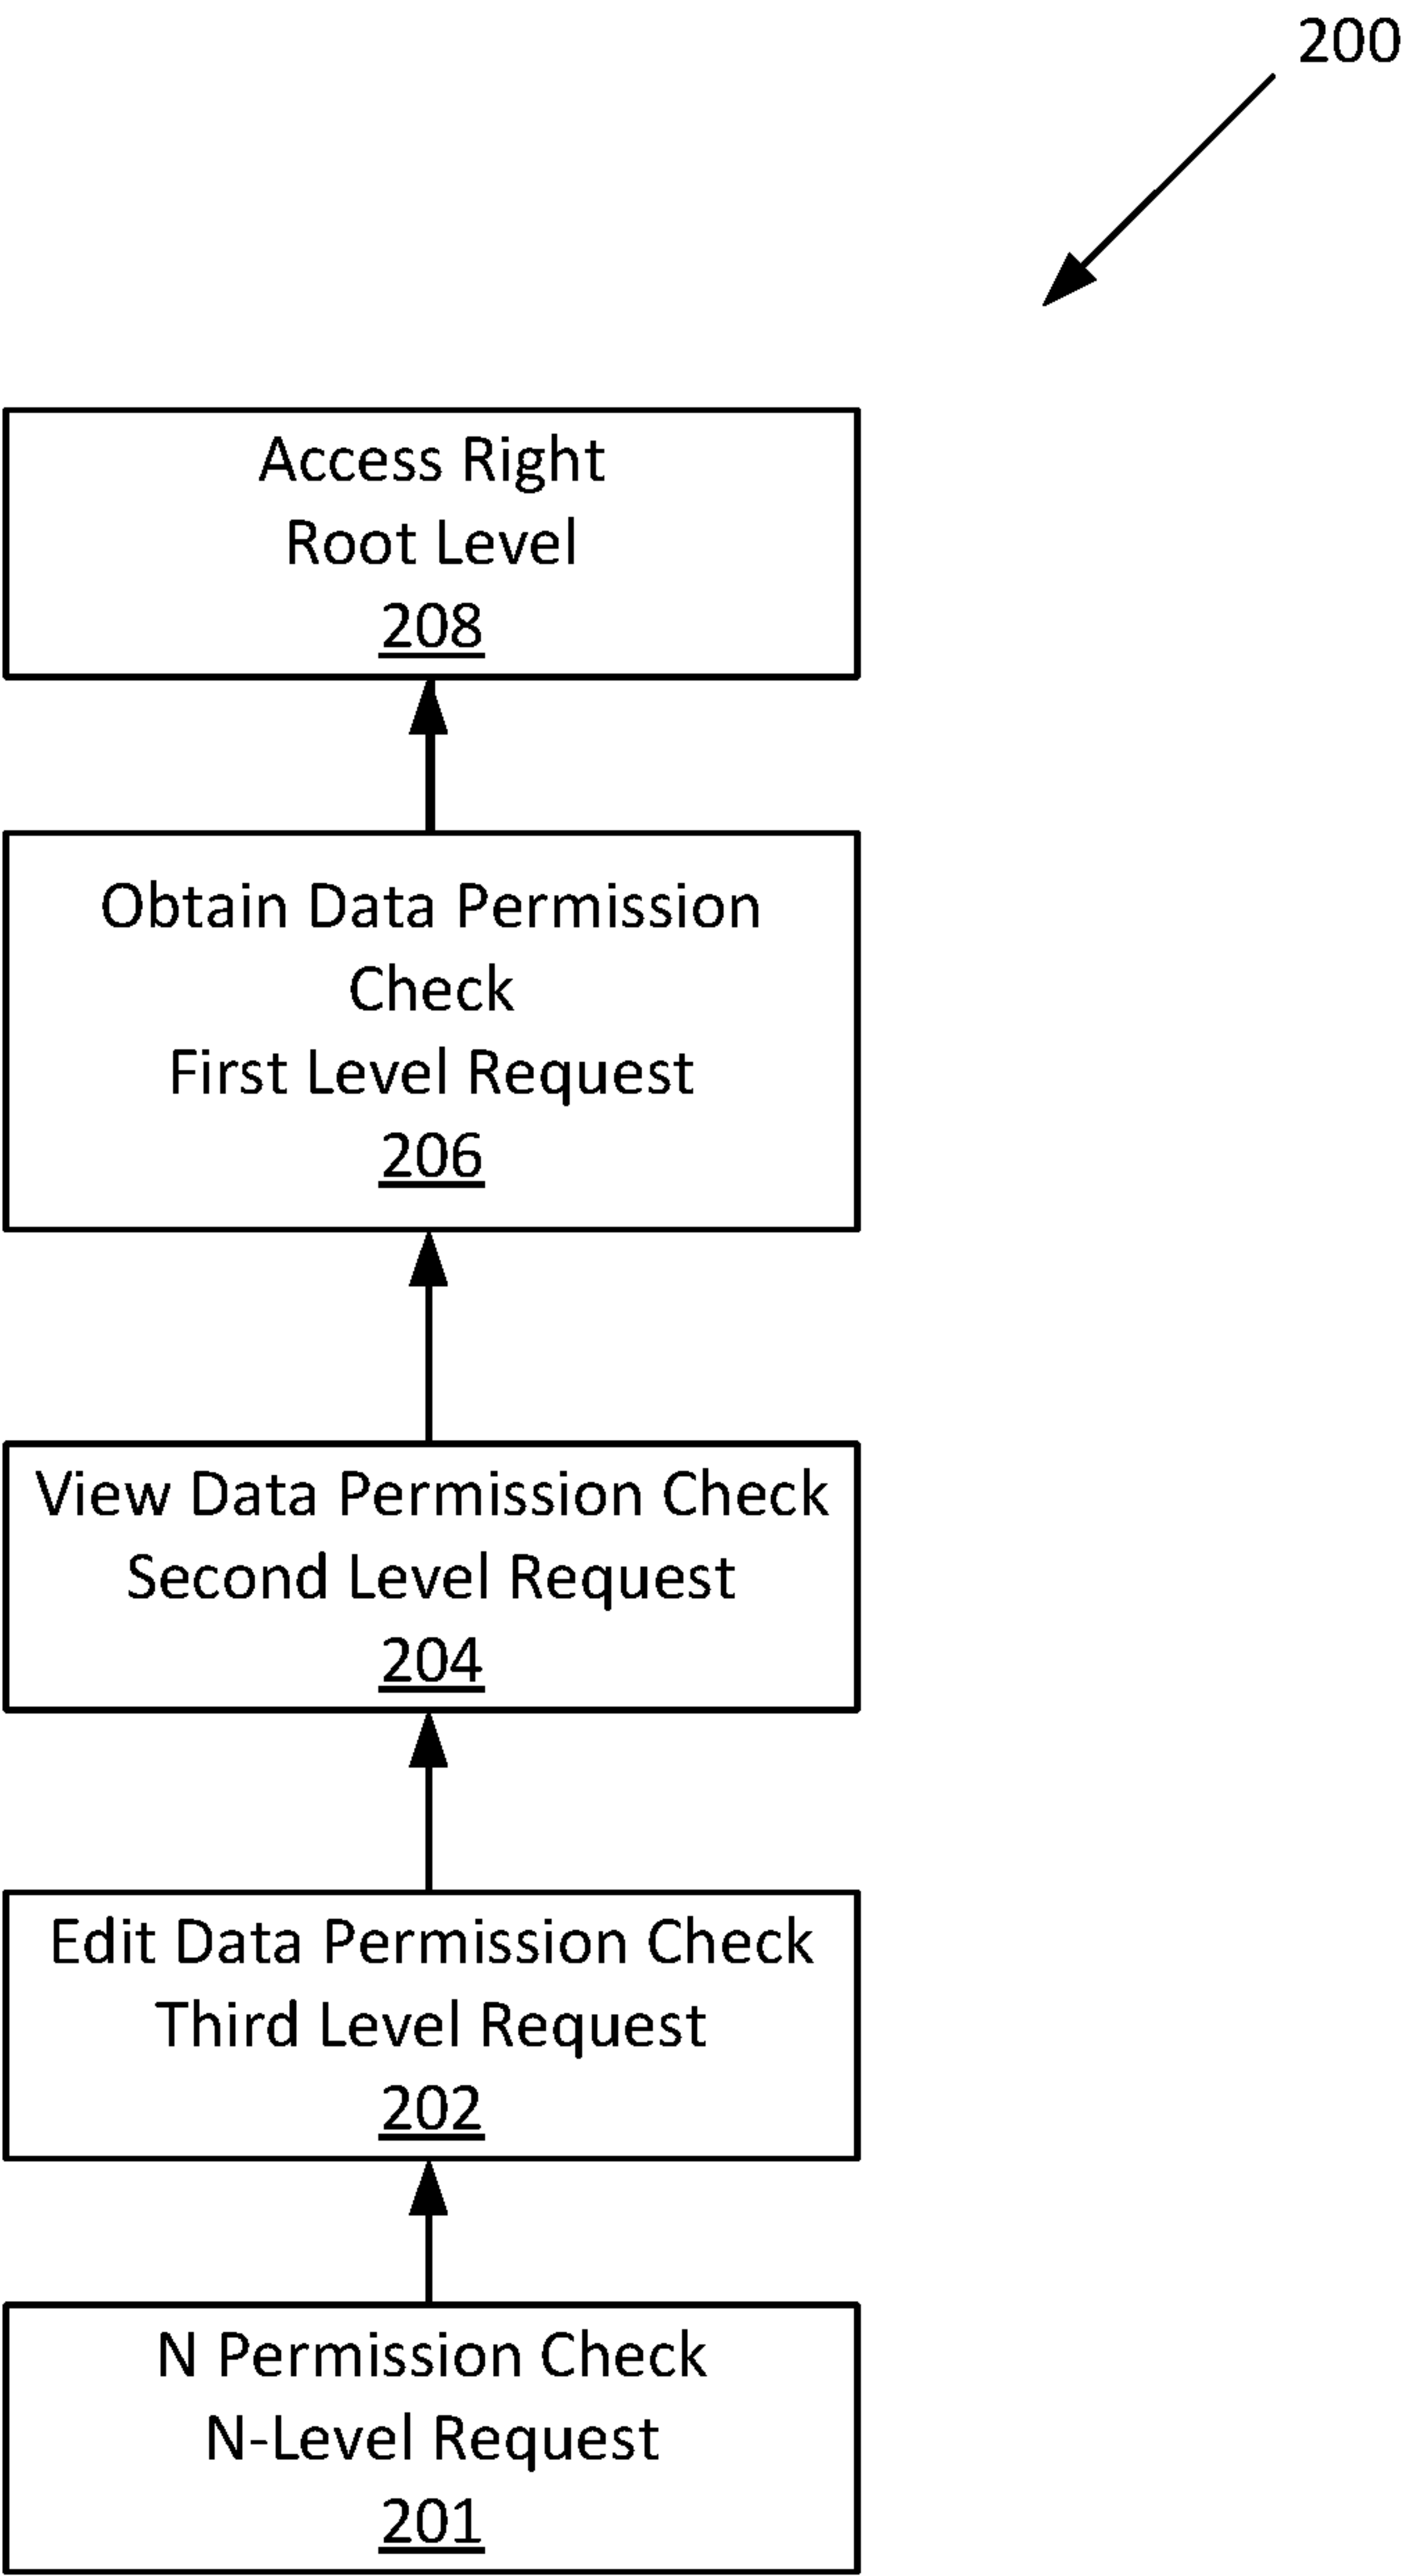 200
Access Right
Root Level
208
Obtain Data Permission
Check
First Level Request
206
View Data Permission Check
Second Level Request
204
Edit Data Permission Check
Third Level Request
202
N Permission Check
N-Level Request
201